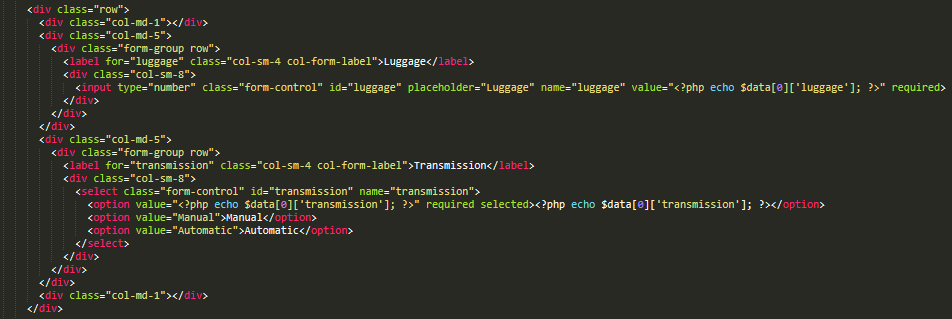 <div class="row">
<div class="col-md-1"></div>
<div class="col-md-5">
<div class="form-group row">
<label for="luggage" class="col-sm-4 col-form-label">Luggage</label>
<div class="col-sm-8">
<input type="number" class="form-control" id="luggage" placeholder="Luggage" name="luggage" value="<?php echo $data[0]['luggage']; ?>" required>
</div>
</div>
</div>
<div class="col-md-5">
<div class="form-group row">
<label for="transmission" class="col-sm-4 col-form-label">Transmission</label>
<div class="col-sm-8">
<select class="form-control" id="transmission" name="transmission">
<option value="<?php echo $data[0]['transmission']; ?>" required selected><?php echo $data[0]['transmission']; ?></option>
<option value="Manual">Manual</option>
<option value="Automatic">Automatic</option>
</select>
</div>
</div>
</div>
<div class="col-md-1"></div>
</div>